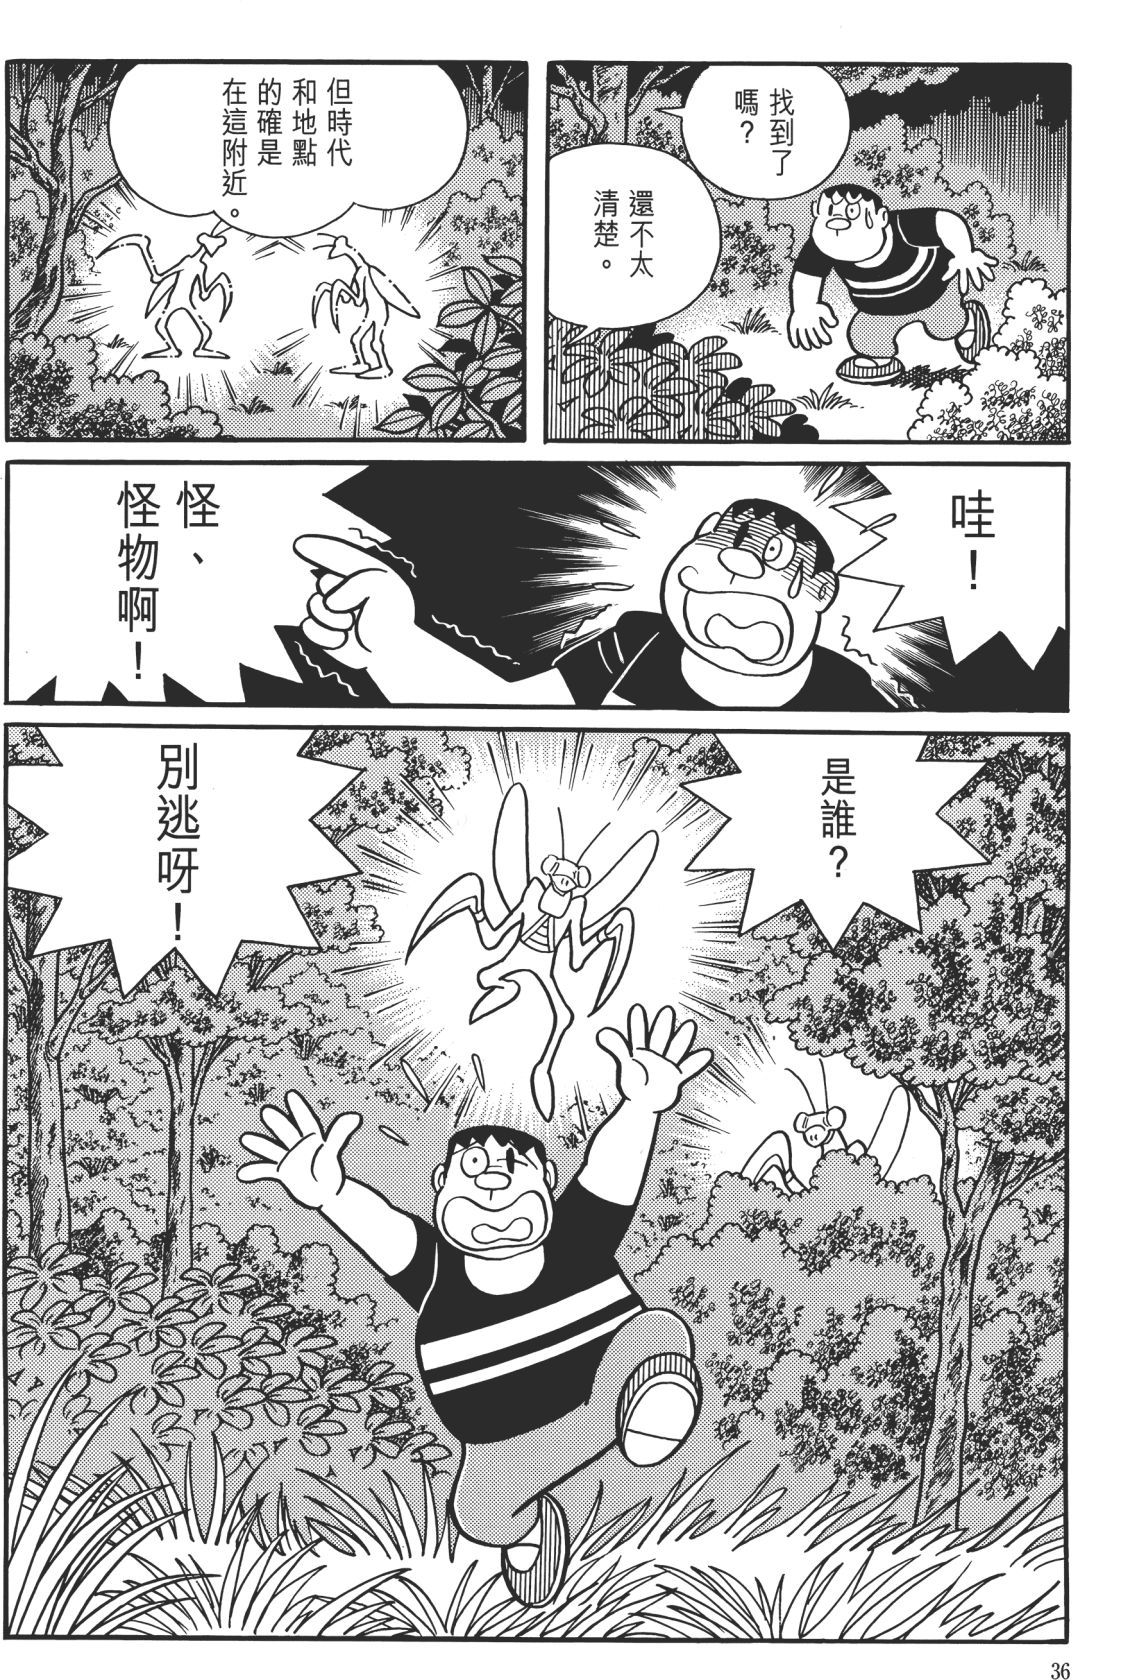 找到了
嗎？
還不太
清楚。
但時代
和地點
的確是
在這附近。
哇！
怪、
怪物啊！
是誰？
別逃呀！
36